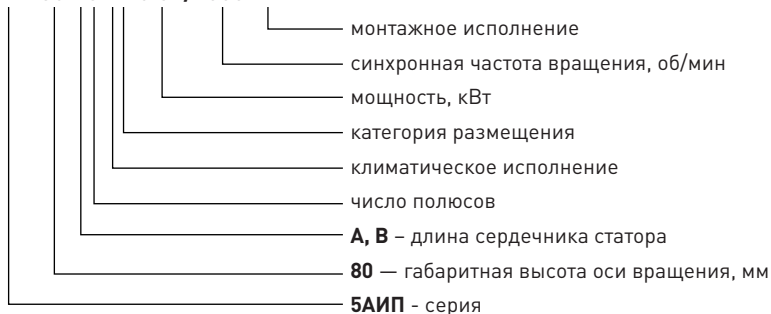 монтажное исполнение
синхронная частота вращения, об/мин
мощность, кВт
категория размещения
климатическое исполнение
число полюсов
А, В – длина сердечника статора
80 — габаритная высота оси вращения, мм
5АИП - серия